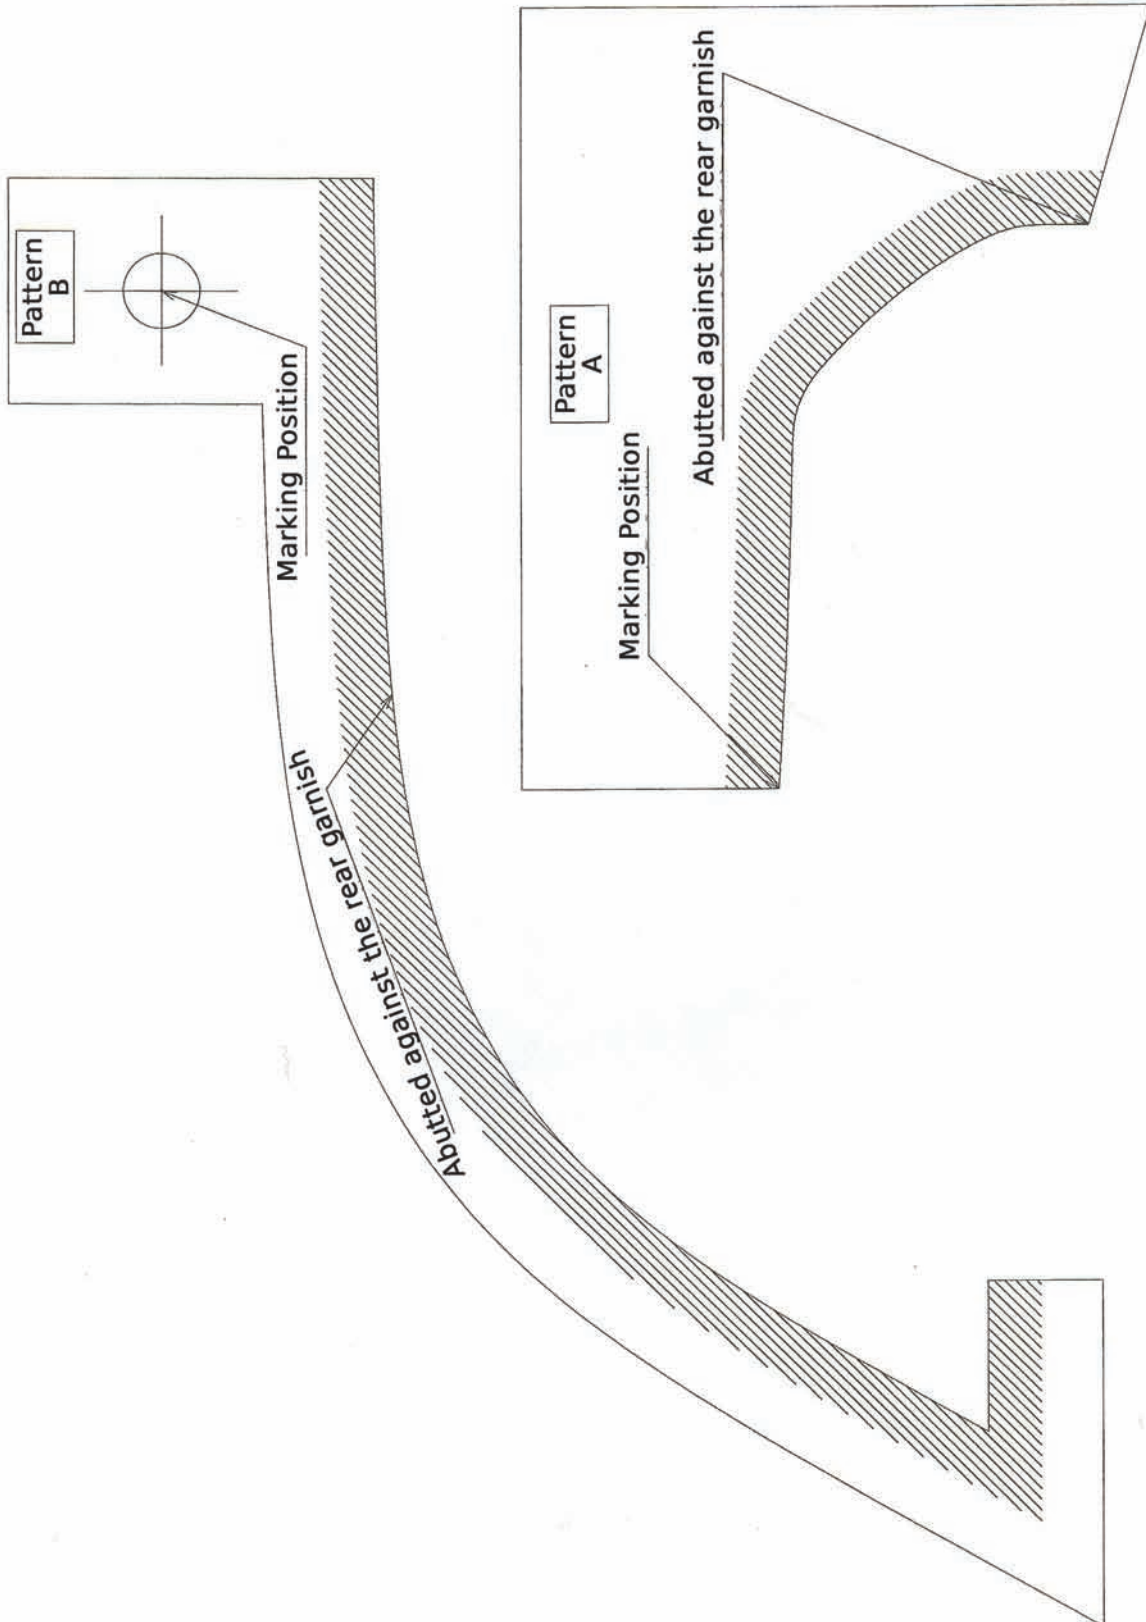 Pattern
B
Marking Position
Abutted against the rear garnish
Pattern
A
Marking Position
Abutted against the rear garnish